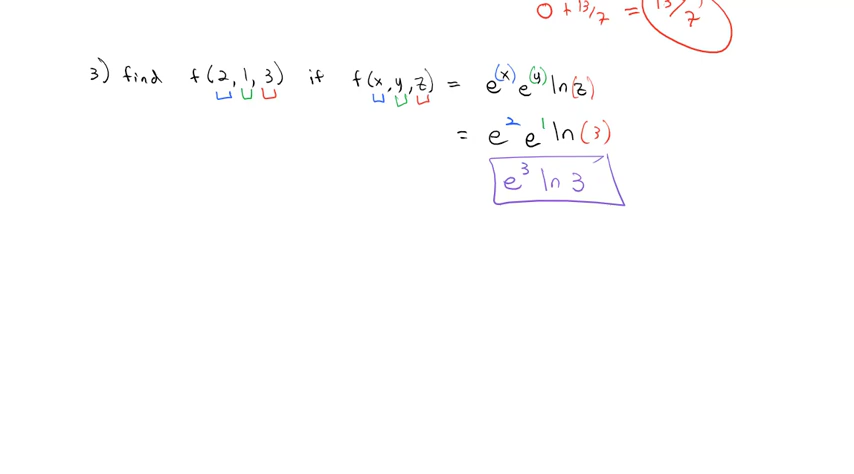 0 + 13/7 = 13/7
3) find f(2,1,3) if f(x,y,z) = e^(x) e^(y) ln(z)
= e^2 e^1 ln(3)
e^3 ln 3